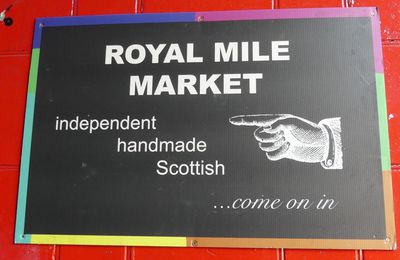 ROYAL MILE
MARKET
independent
handmade
Scottish
...come on in